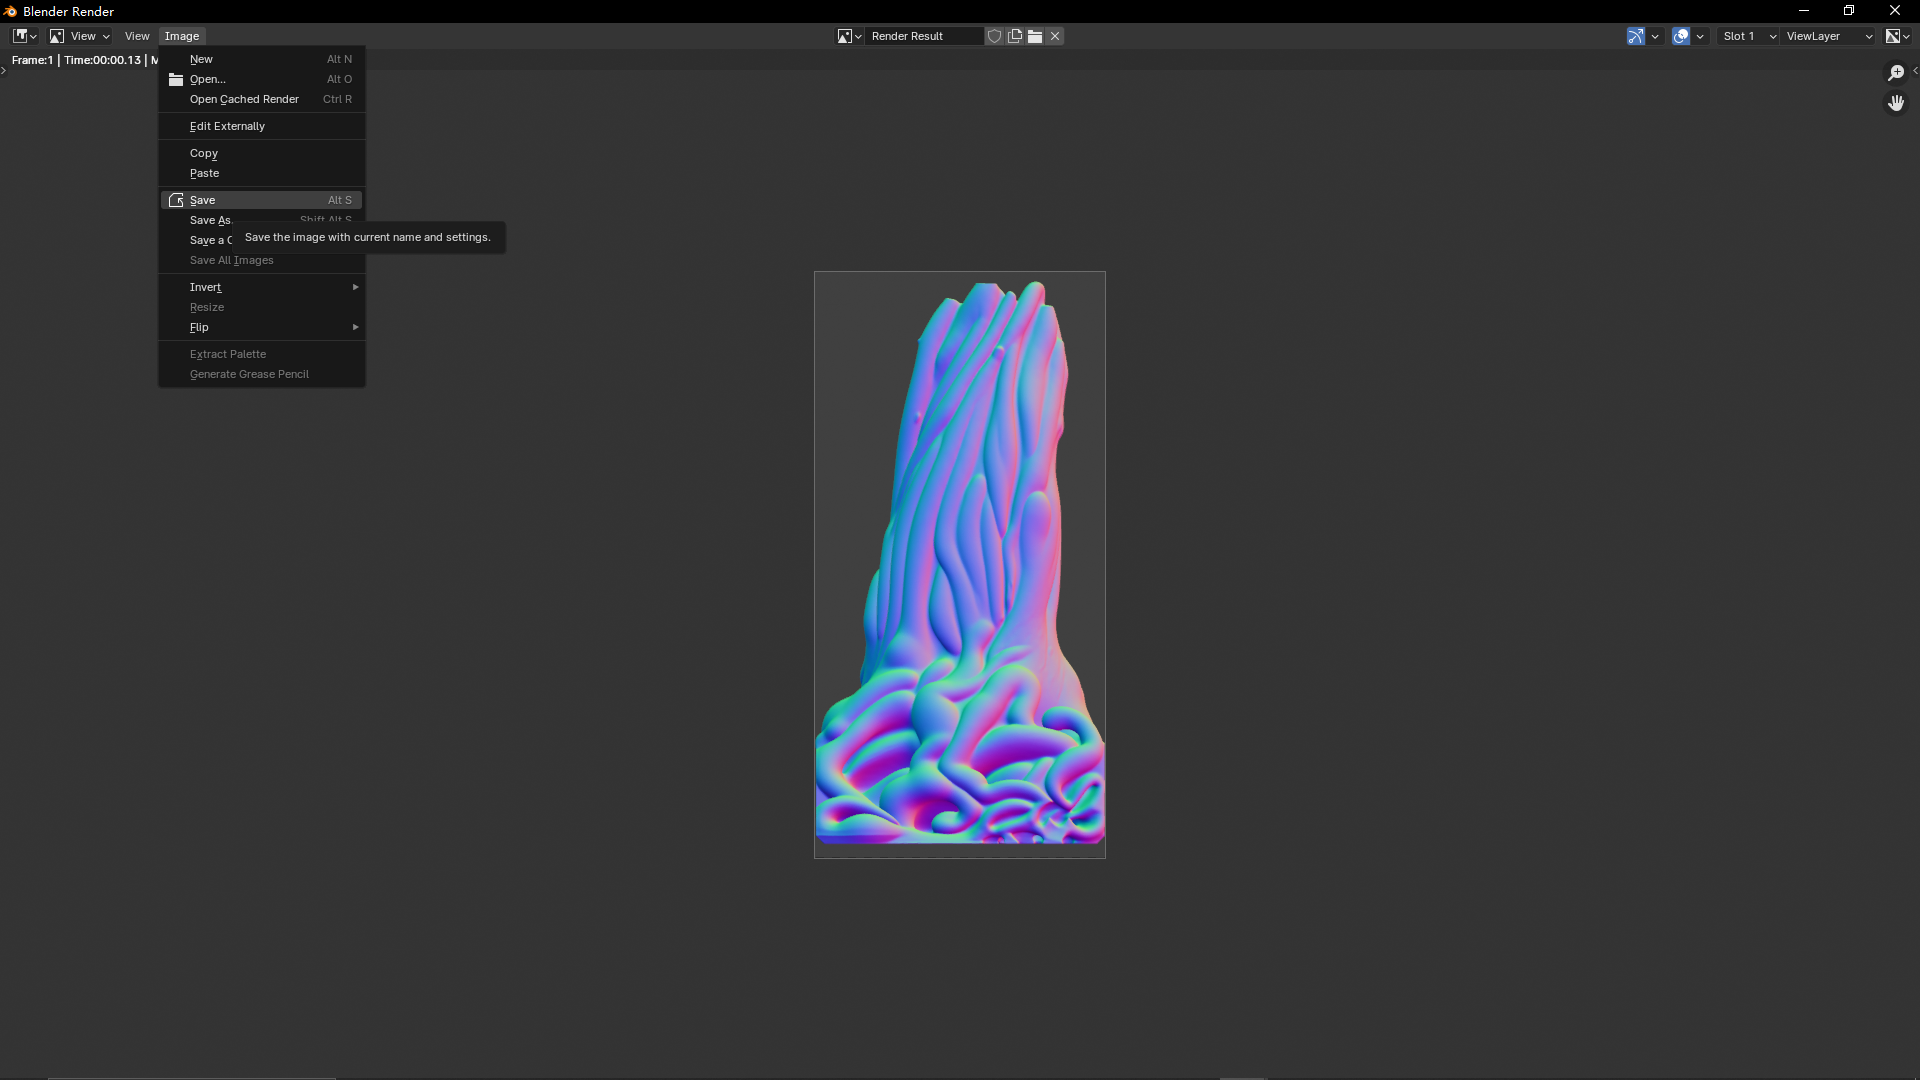 Blender Render
View View Image Render Result Slot 1 ViewLayer
Frame:1 | Time:00:00.13 |
New Alt N
Open... Alt O
Open Cached Render Ctrl R
Edit Externally
Copy
Paste
Save Alt S
Save As Shift Alt S
Save a
Save the image with current name and settings.
Save All Images
Invert
Resize
Flip
Extract Palette
Generate Grease Pencil